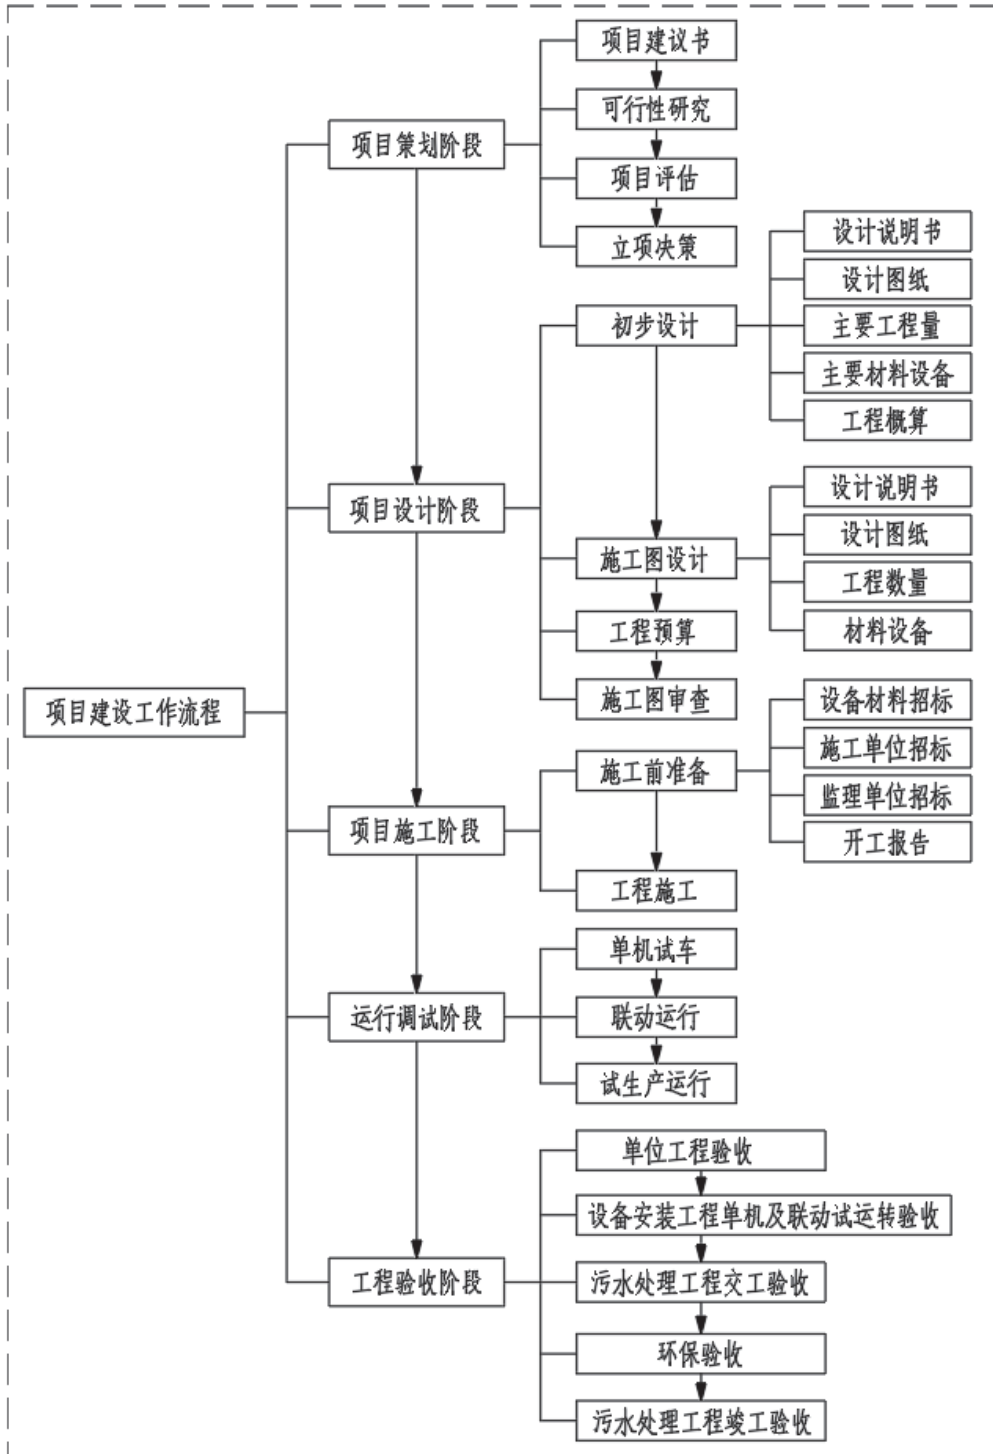 项目建设工作流程
项目策划阶段
项目建议书
可行性研究
项目评估
立项决策
项目设计阶段
初步设计
设计说明书
设计图纸
主要工程量
主要材料设备
工程概算
施工图设计
设计说明书
设计图纸
工程数量
材料设备
工程预算
施工图审查
项目施工阶段
施工前准备
设备材料招标
施工单位招标
监理单位招标
开工报告
工程施工
运行调试阶段
单机试车
联动运行
试生产运行
工程验收阶段
单位工程验收
设备安装工程单机及联动试运转验收
污水处理工程交工验收
环保验收
污水处理工程竣工验收